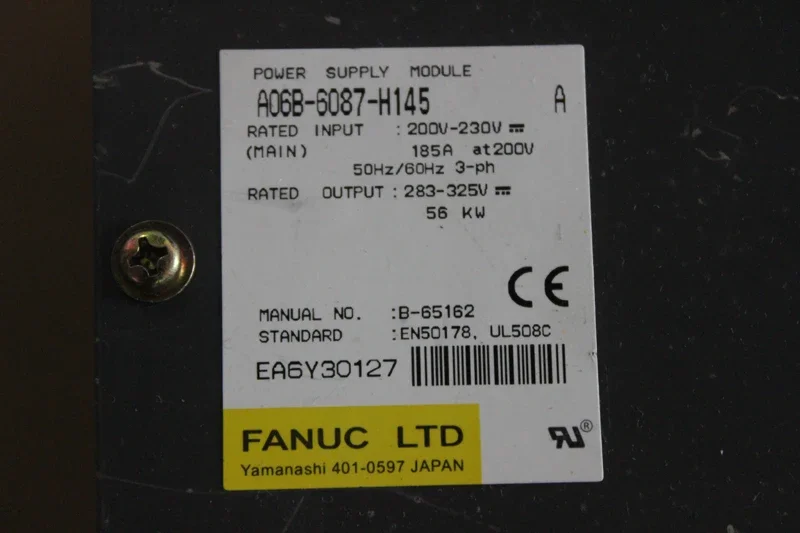 POWER SUPPLY MODULE
A06B-6087-H145 A
RATED INPUT : 200V-230V ⎓
(MAIN) 185A at200V
50Hz/60Hz 3-ph
RATED OUTPUT : 283-325V ⎓
56 KW
CE
MANUAL NO. :B-65162
STANDARD :EN50178, UL508C
EA6Y30127
FANUC LTD
Yamanashi 401-0597 JAPAN
RU®